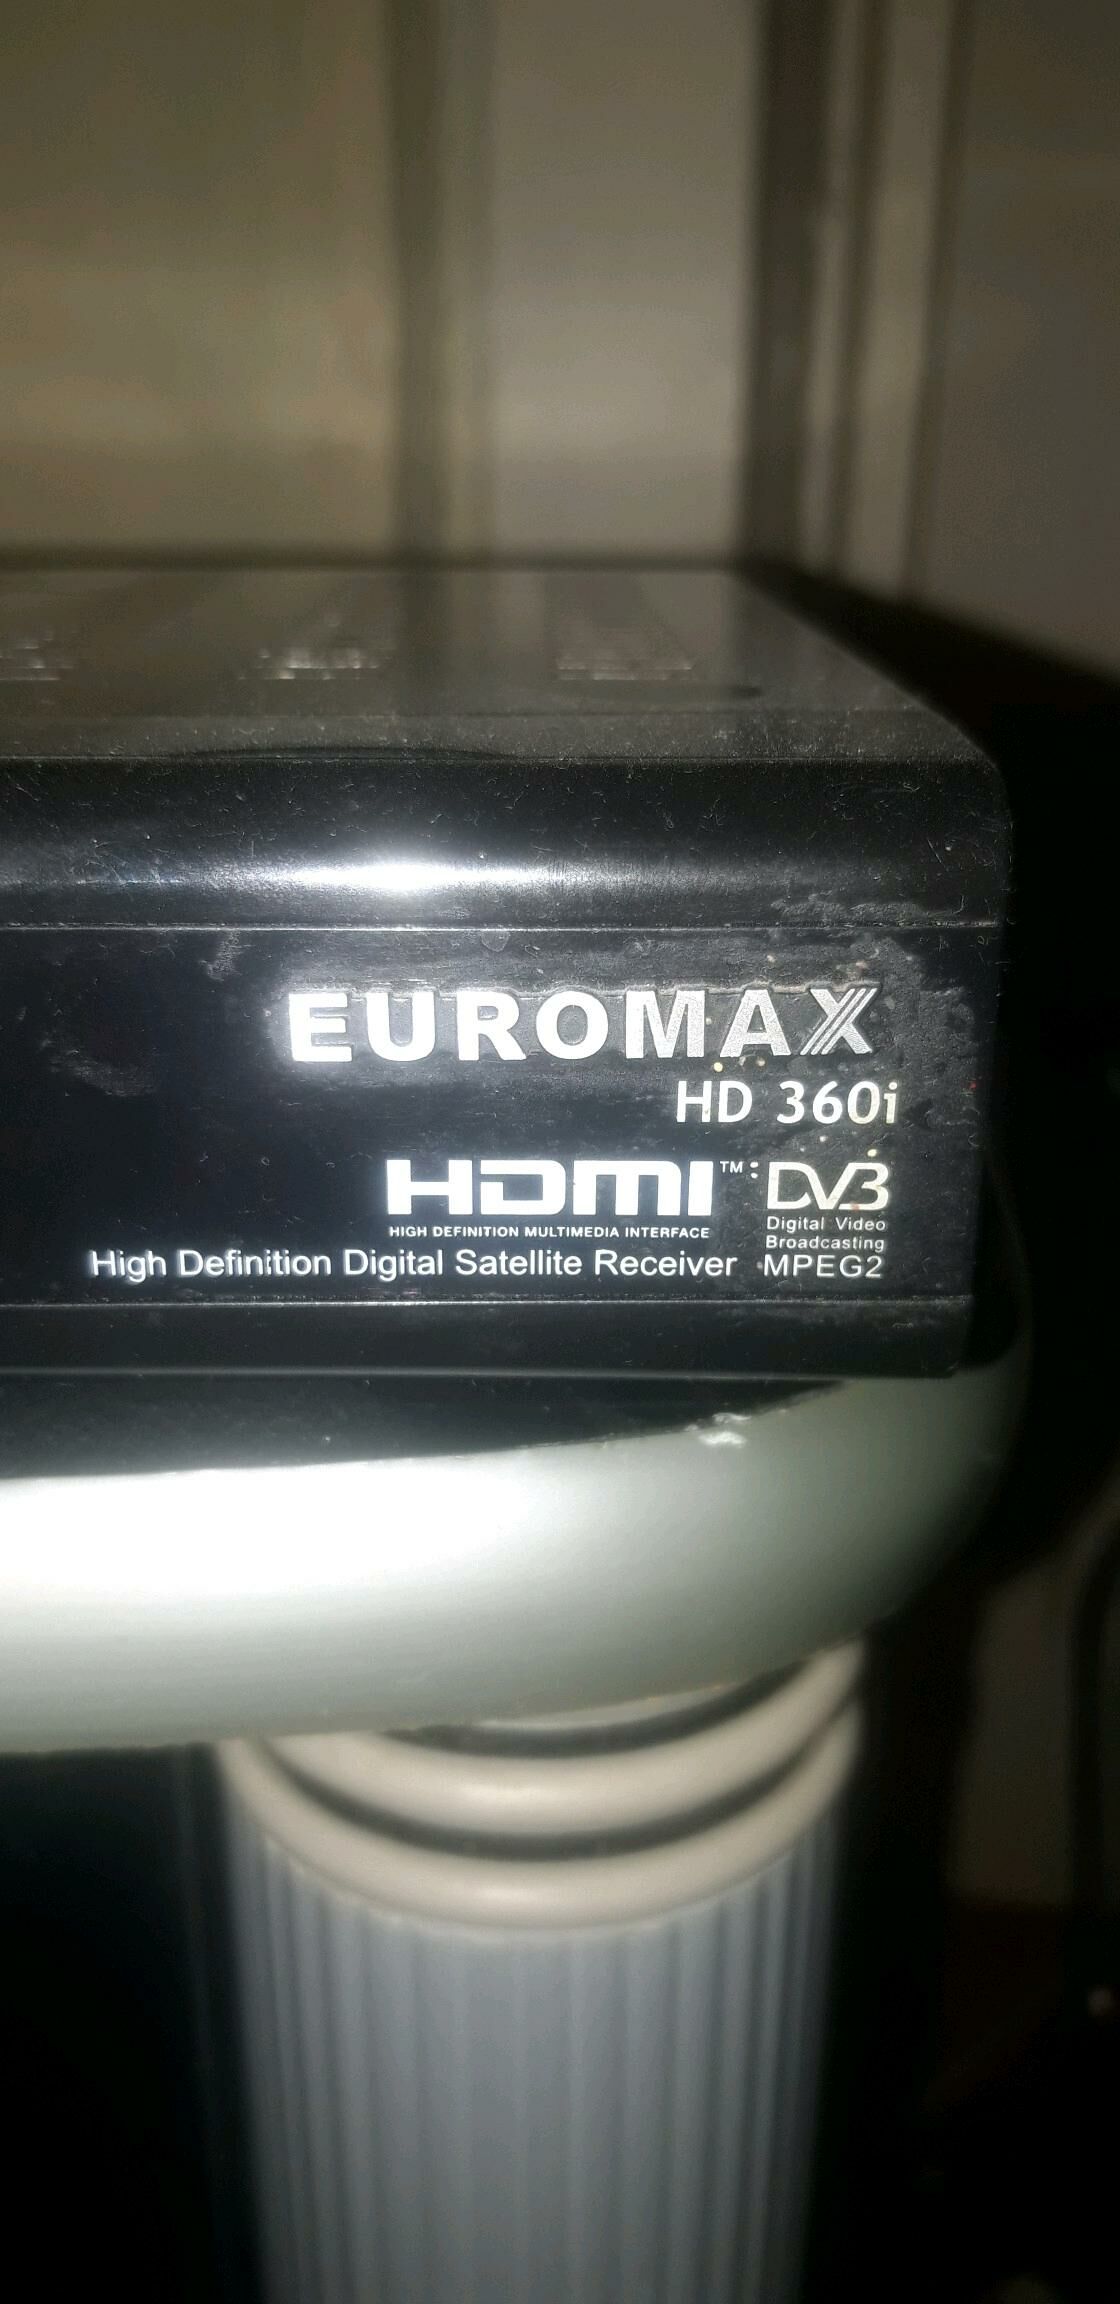 EUROMAX
HD 360i
HDMI™ DVB
HIGH DEFINITION MULTIMEDIA INTERFACE Digital Video
Broadcasting
High Definition Digital Satellite Receiver MPEG2